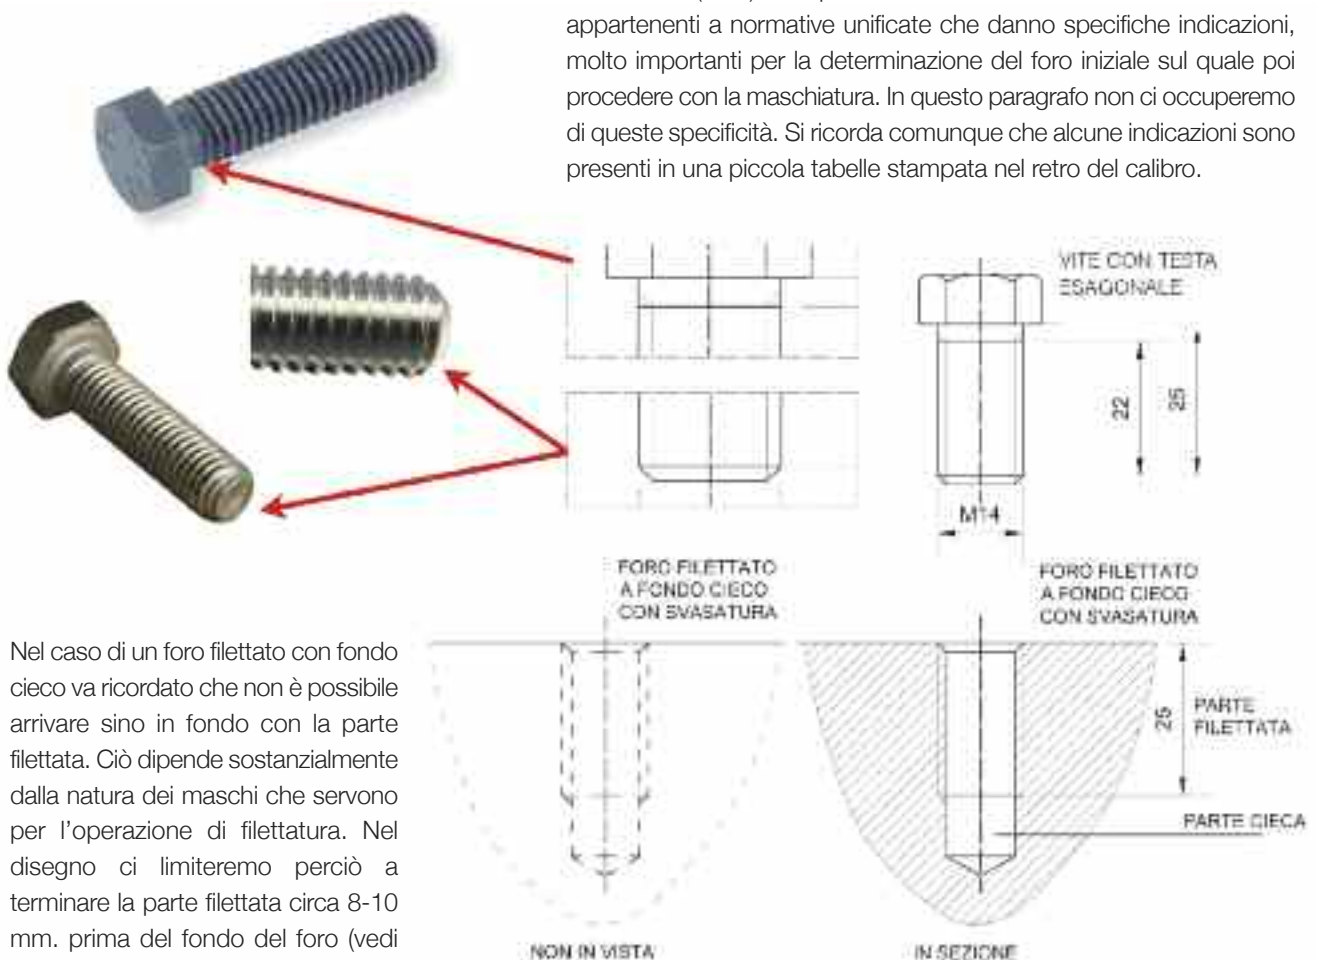 appartenenti a normative unificate che danno specifiche indicazioni,
molto importanti per la determinazione del foro iniziale sul quale poi
procedere con la maschiatura. In questo paragrafo non ci occuperemo
di queste specificità. Si ricorda comunque che alcune indicazioni sono
presenti in una piccola tabelle stampata nel retro del calibro.
VITE CON TESTA
ESAGONALE
22
25
M14
FORO FILETTATO
A FONDO CIECO
CON SVASATURA
FORO FILETTATO
A FONDO CIECO
CON SVASATURA
Nel caso di un foro filettato con fondo
cieco va ricordato che non è possibile
arrivare sino in fondo con la parte
filettata. Ciò dipende sostanzialmente
dalla natura dei maschi che servono
per l’operazione di filettatura. Nel
disegno ci limiteremo perciò a
terminare la parte filettata circa 8-10
mm. prima del fondo del foro (vedi
25
PARTE
FILETTATA
PARTE CIECA
NON IN VISTA
IN SEZIONE